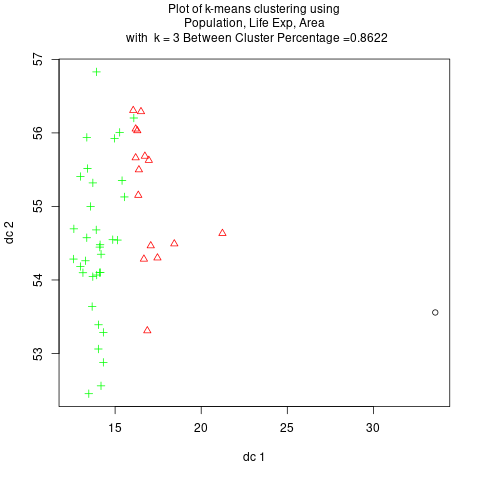 Plot of k-means clustering using
Population, Life Exp, Area
with  k = 3 Between Cluster Percentage =0.8622
57
56
55
54
53
dc 2
15 20 25 30
dc 1